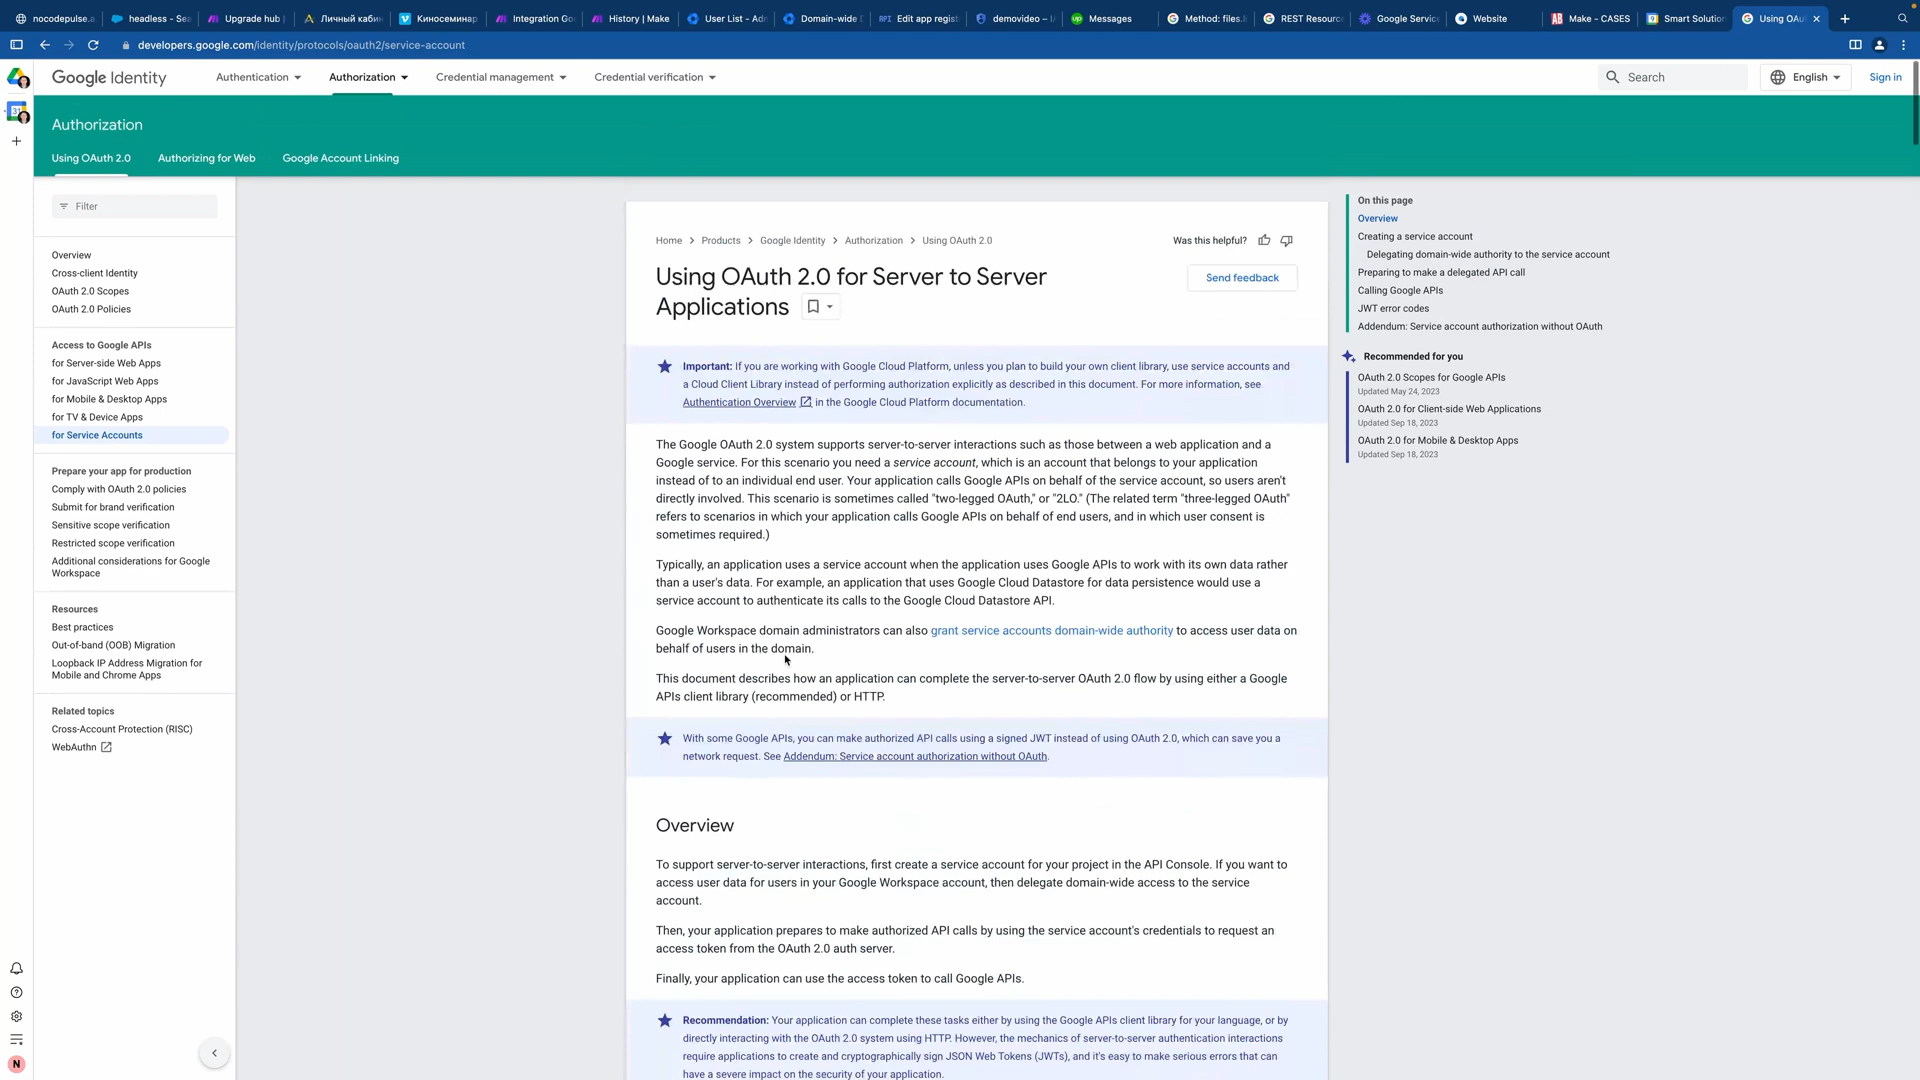 nocodepulse.
headless - Sea
Upgrade hub |
Личный каби
Киносеминар
Integration Go
History | Make
User List - Adm
Domain-wide D
Edit app regist
demovideo – IA
Messages
Method: files.l
REST Resourc
Google Service
Website
Make - CASES
Smart Solution
Using OAu
developers.google.com/identity/protocols/oauth2/service-account
Google Identity
Authentication
Authorization
Credential management
Credential verification
Search
English
Sign in
Authorization
Using OAuth 2.0
Authorizing for Web
Google Account Linking
Filter
Overview
Cross-client Identity
OAuth 2.0 Scopes
OAuth 2.0 Policies
Access to Google APIs
for Server-side Web Apps
for JavaScript Web Apps
for Mobile & Desktop Apps
for TV & Device Apps
for Service Accounts
Prepare your app for production
Comply with OAuth 2.0 policies
Submit for brand verification
Sensitive scope verification
Restricted scope verification
Additional considerations for Google
Workspace
Resources
Best practices
Out-of-band (OOB) Migration
Loopback IP Address Migration for
Mobile and Chrome Apps
Related topics
Cross-Account Protection (RISC)
WebAuthn
N
Home > Products > Google Identity > Authorization > Using OAuth 2.0
Was this helpful?
Using OAuth 2.0 for Server to Server
Applications
Send feedback
Important: If you are working with Google Cloud Platform, unless you plan to build your own client library, use service accounts and
a Cloud Client Library instead of performing authorization explicitly as described in this document. For more information, see
Authentication Overview in the Google Cloud Platform documentation.
The Google OAuth 2.0 system supports server-to-server interactions such as those between a web application and a
Google service. For this scenario you need a service account, which is an account that belongs to your application
instead of to an individual end user. Your application calls Google APIs on behalf of the service account, so users aren't
directly involved. This scenario is sometimes called "two-legged OAuth," or "2LO." (The related term "three-legged OAuth"
refers to scenarios in which your application calls Google APIs on behalf of end users, and in which user consent is
sometimes required.)
Typically, an application uses a service account when the application uses Google APIs to work with its own data rather
than a user's data. For example, an application that uses Google Cloud Datastore for data persistence would use a
service account to authenticate its calls to the Google Cloud Datastore API.
Google Workspace domain administrators can also grant service accounts domain-wide authority to access user data on
behalf of users in the domain.
This document describes how an application can complete the server-to-server OAuth 2.0 flow by using either a Google
APIs client library (recommended) or HTTP.
With some Google APIs, you can make authorized API calls using a signed JWT instead of using OAuth 2.0, which can save you a
network request. See Addendum: Service account authorization without OAuth.
Overview
To support server-to-server interactions, first create a service account for your project in the API Console. If you want to
access user data for users in your Google Workspace account, then delegate domain-wide access to the service
account.
Then, your application prepares to make authorized API calls by using the service account's credentials to request an
access token from the OAuth 2.0 auth server.
Finally, your application can use the access token to call Google APIs.
Recommendation: Your application can complete these tasks either by using the Google APIs client library for your language, or by
directly interacting with the OAuth 2.0 system using HTTP. However, the mechanics of server-to-server authentication interactions
require applications to create and cryptographically sign JSON Web Tokens (JWTs), and it's easy to make serious errors that can
have a severe impact on the security of your application.
On this page
Overview
Creating a service account
Delegating domain-wide authority to the service account
Preparing to make a delegated API call
Calling Google APIs
JWT error codes
Addendum: Service account authorization without OAuth
Recommended for you
OAuth 2.0 Scopes for Google APIs
Updated May 24, 2023
OAuth 2.0 for Client-side Web Applications
Updated Sep 18, 2023
OAuth 2.0 for Mobile & Desktop Apps
Updated Sep 18, 2023